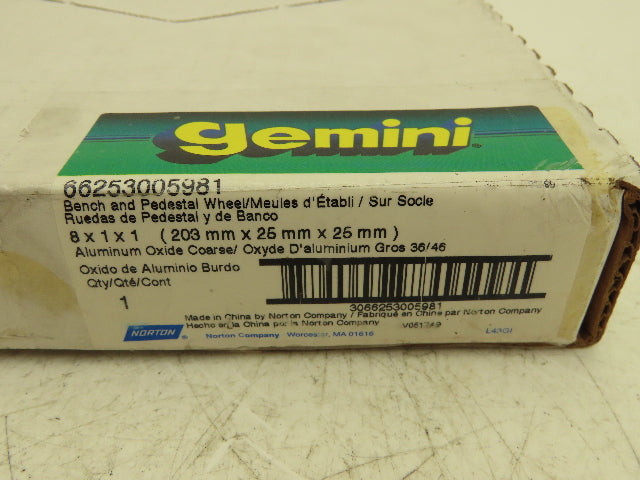 gemini
66253005981
Bench and Pedestal Wheel/Meules d'Établi / Sur Socle
Ruedas de Pedestal y de Banco
8 x 1 x 1 ( 203 mm x 25 mm x 25 mm )
Aluminum Oxide Coarse/ Oxyde D'aluminium Gros 36/46
Oxido de Aluminio Burdo
Qty/Qté/Cont
1
3066253005981
Made in China by Norton Company / Fabriqué en Chine par Norton Company
Hecho en la China por la Norton Company
NORTON
Norton Company Worcester, MA 01616